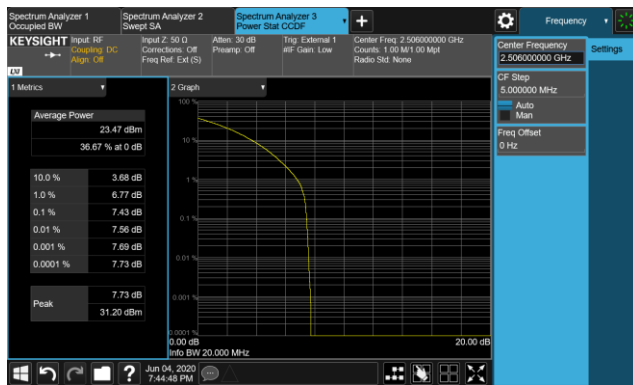 Spectrum Analyzer 1
Occupied BW
Spectrum Analyzer 2
Swept SA
Spectrum Analyzer 3
Power Stat CCDF
Frequency
KEYSIGHT
Input: RF
Coupling: DC
Align: Off
Input Z: 50 Ω
Corrections: Off
Freq Ref: Ext (S)
Atten: 30 dB
Preamp: Off
Trig: External 1
#IF Gain: Low
Center Freq: 2.506000000 GHz
Counts: 1.00 M/1.00 Mpt
Radio Std: None
LXI
Center Frequency
2.506000000 GHz
Settings
CF Step
5.000000 MHz
Auto
Man
Freq Offset
0 Hz
1 Metrics
Average Power
23.47 dBm
36.67 % at 0 dB
10.0 % 3.68 dB
1.0 % 6.77 dB
0.1 % 7.43 dB
0.01 % 7.56 dB
0.001 % 7.69 dB
0.0001 % 7.73 dB
Peak
7.73 dB
31.20 dBm
2 Graph
100 %
10 %
1 %
0.1 %
0.01 %
0.001 %
0.0001 %
0.00 dB
20.00 dB
Info BW 20.000 MHz
?
Jun 04, 2020
7:44:48 PM